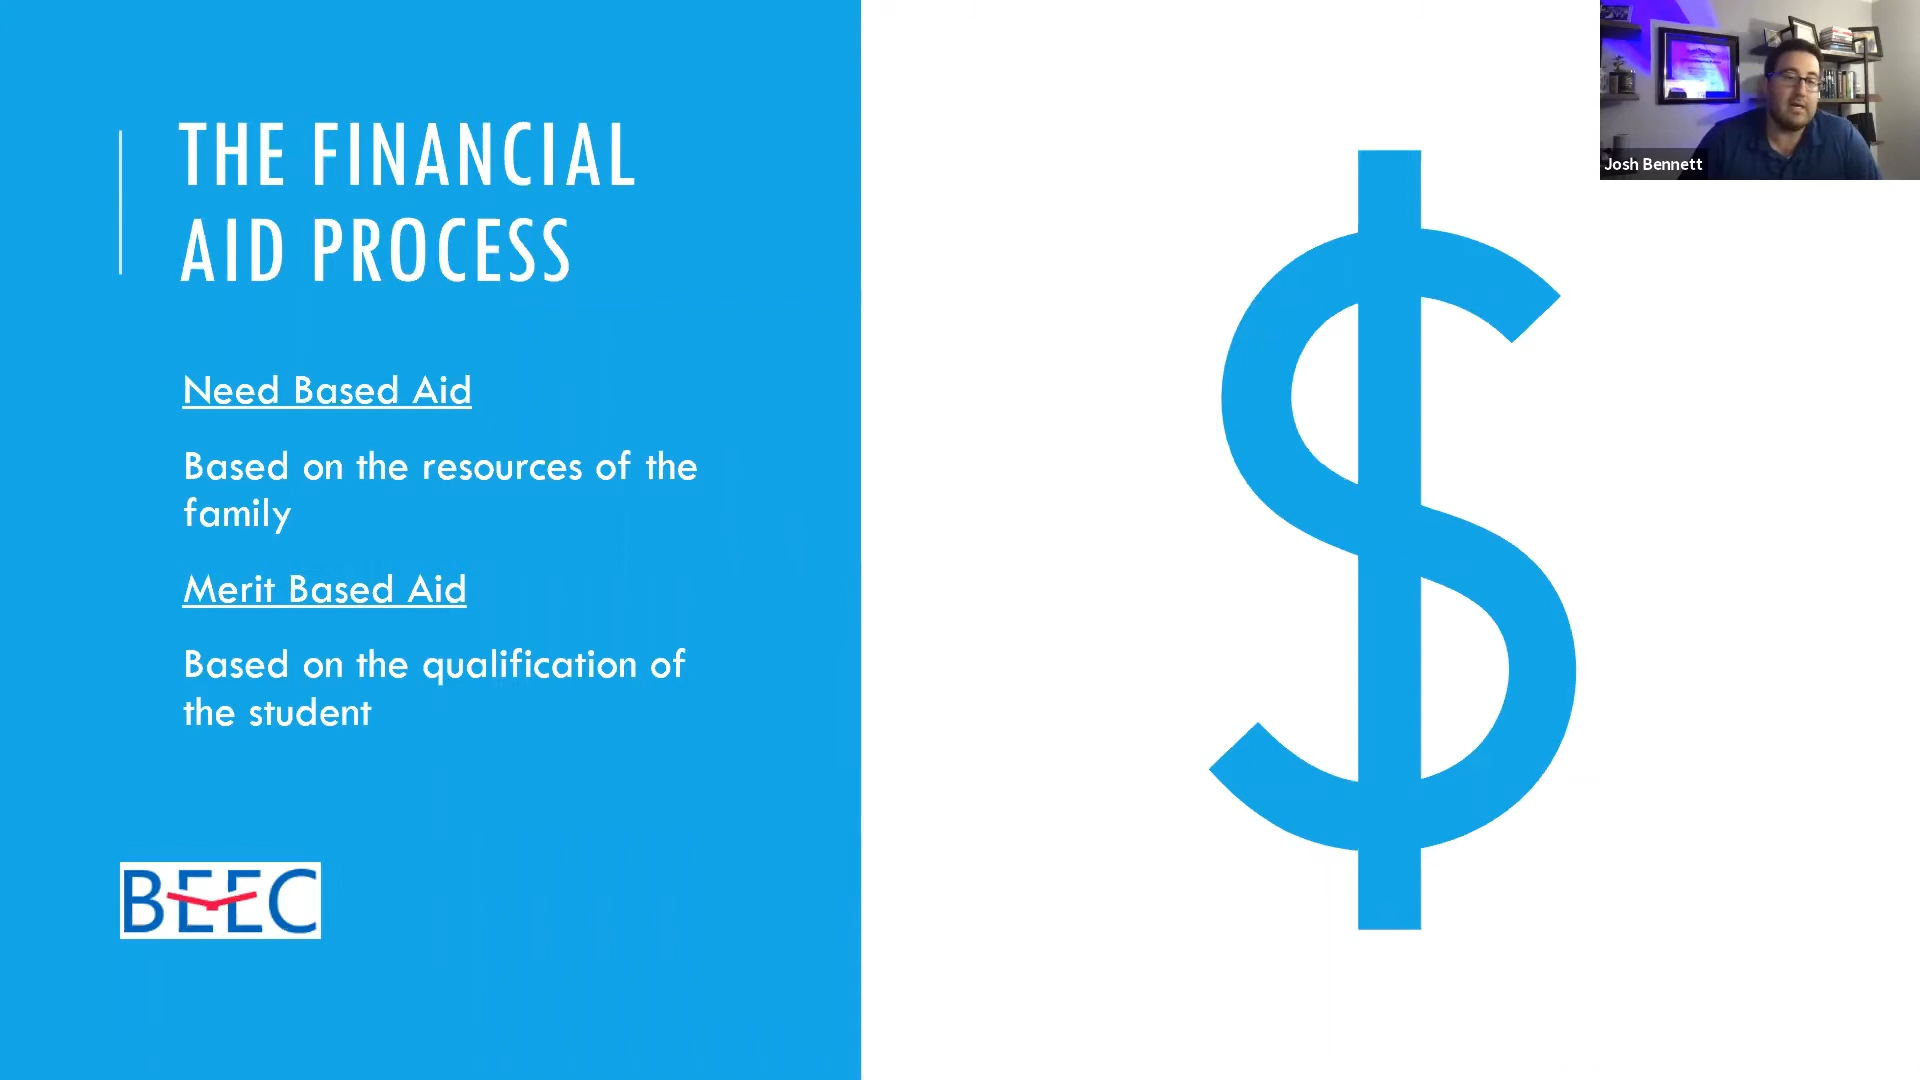 THE FINANCIAL
AID PROCESS
Need Based Aid
Based on the resources of the
family
Merit Based Aid
Based on the qualification of
the student
BEEC
Josh Bennett